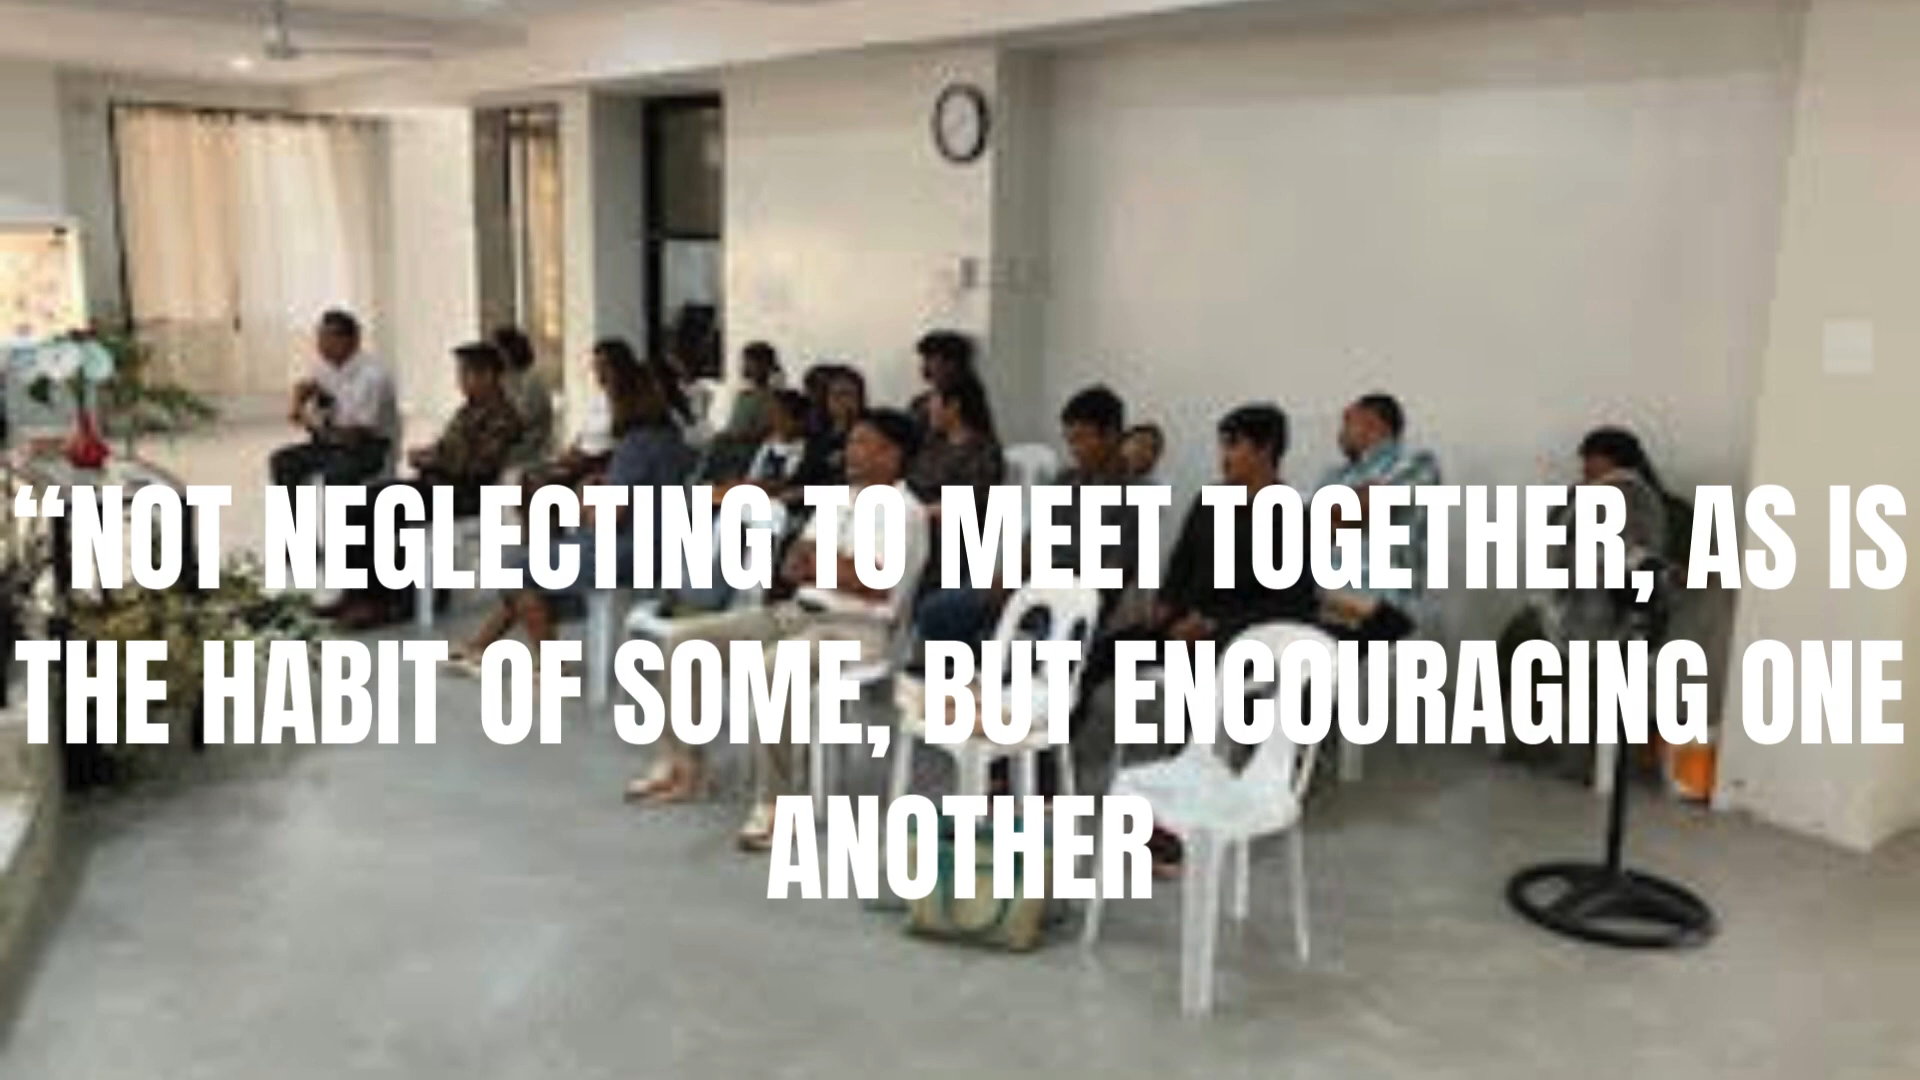 “NOT NEGLECTING TO MEET TOGETHER, AS IS
THE HABIT OF SOME, BUT ENCOURAGING ONE
ANOTHER